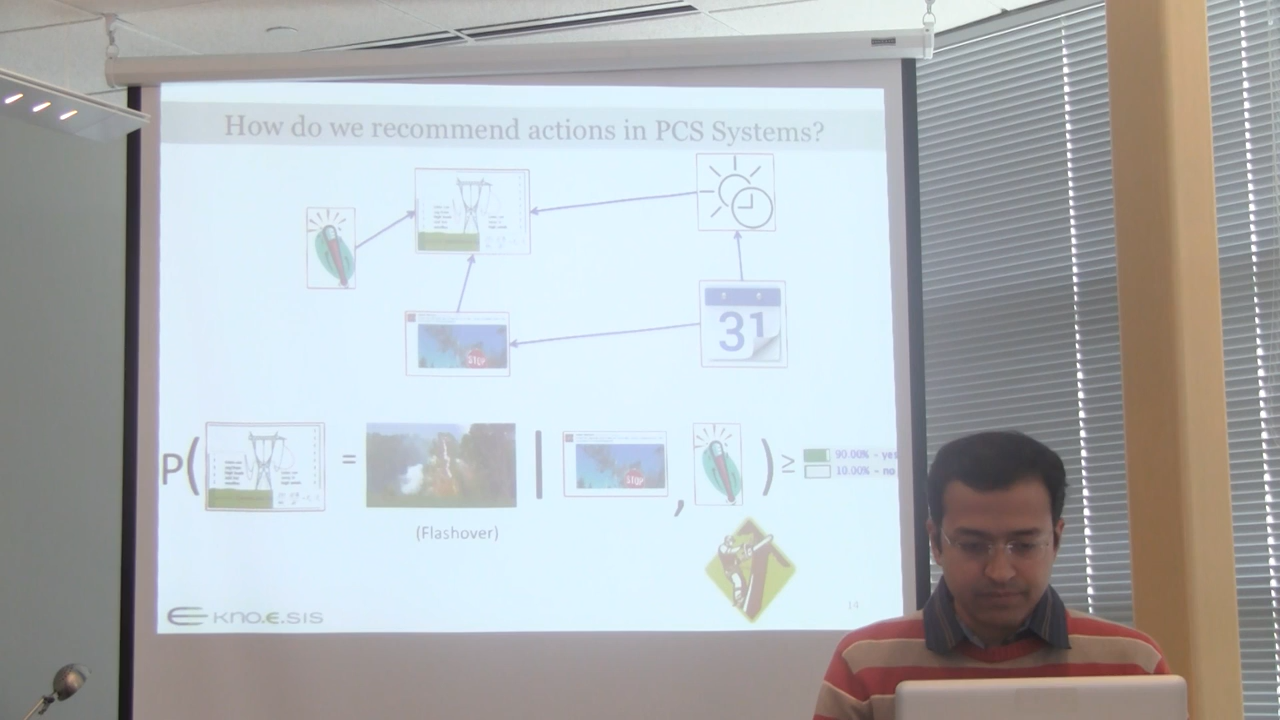 How do we recommend actions in PCS Systems?
31
STOP
P( = | STOP , ) ≥
90.00% - yes
10.00% - no
(Flashover)
kno.e.sis
14